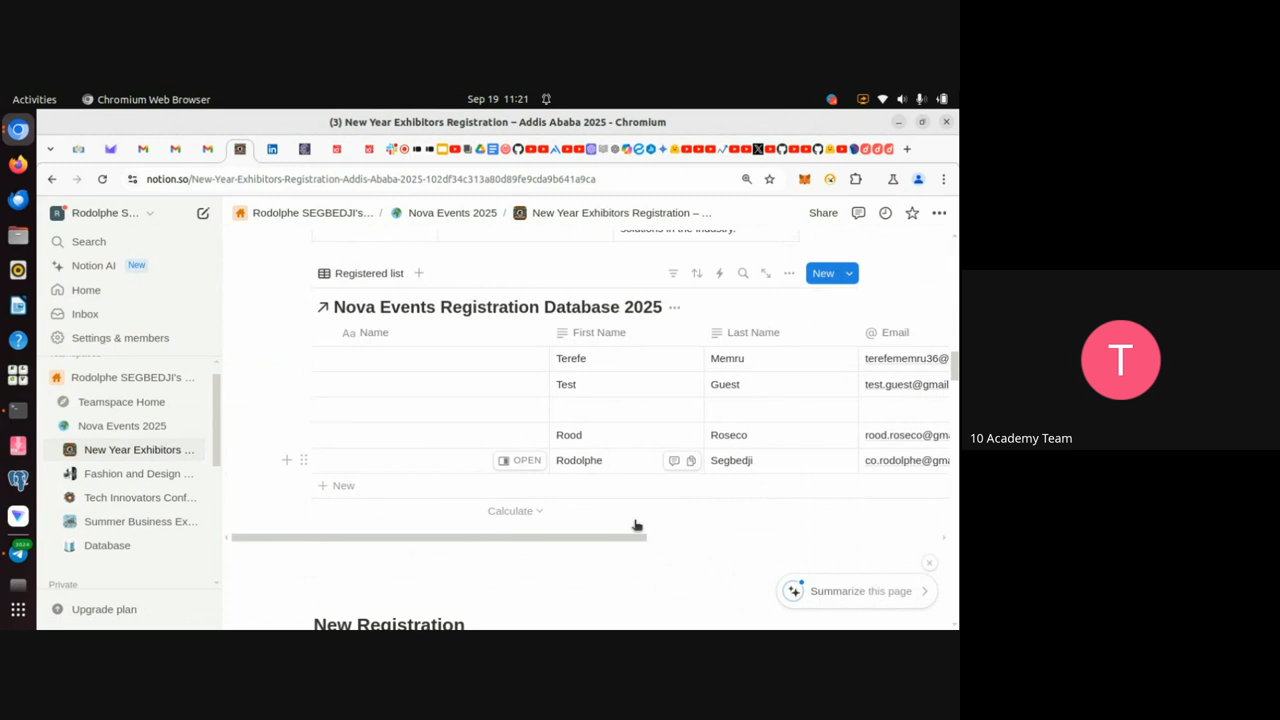 Activities
Chromium Web Browser
Sep 19 11:21
(3) New Year Exhibitors Registration – Addis Ababa 2025 - Chromium
notion.so/New-Year-Exhibitors-Registration-Addis-Ababa-2025-102df34c313a80d89fe9cda9b641a9ca
R Rodolphe S...
Rodolphe SEGBEDJI's... / Nova Events 2025 / New Year Exhibitors Registration – ...
Share
Search
Notion AI New
Home
Inbox
Settings & members
Rodolphe SEGBEDJI's ...
Teamspace Home
Nova Events 2025
New Year Exhibitors ...
Fashion and Design ...
Tech Innovators Conf...
Summer Business Ex...
Database
Private
Upgrade plan
solutions in the industry.
Registered list
New
Nova Events Registration Database 2025 ...
Aa Name First Name Last Name @ Email
Terefe Memru terefememru36@
Test Guest test.guest@gmail
Rood Roseco rood.roseco@gm
OPEN Rodolphe Segbedji co.rodolphe@gm
+ New
Calculate
Summarize this page
New Registration
T
10 Academy Team